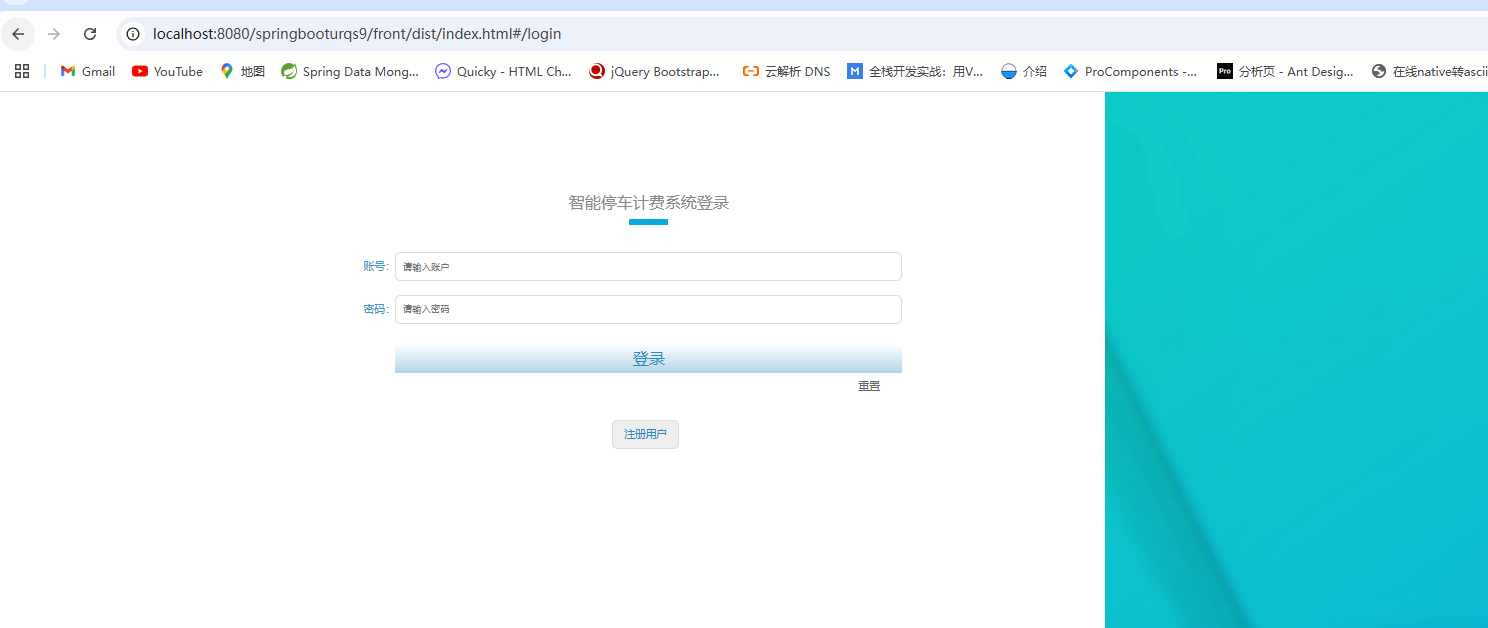 localhost:8080/springbooturqs9/front/dist/index.html#/login
Gmail YouTube 地图 Spring Data Mong... Quicky - HTML Ch... jQuery Bootstrap... 云解析 DNS M 全栈开发实战：用V... 介绍 ProComponents -... Pro 分析页 - Ant Desig... 在线native转ascii
智能停车计费系统登录
账号: 请输入账户
密码: 请输入密码
登录
重置
注册用户